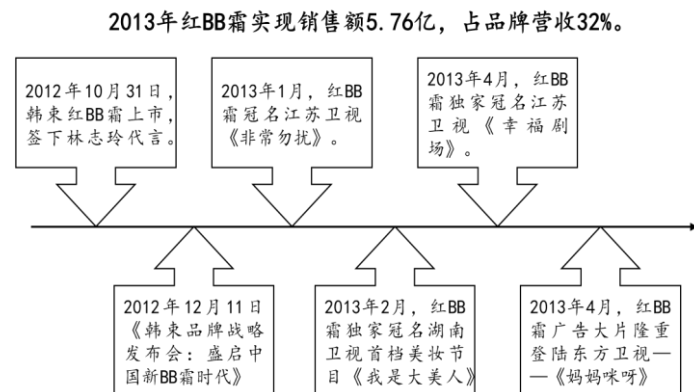 2013年红BB霜实现销售额5.76亿，占品牌营收32%。
2012年10月31日，
韩束红BB霜上市，
签下林志玲代言。
2013年1月，红BB
霜冠名江苏卫视
《非常勿扰》。
2013年4月，红BB
霜独家冠名江苏
卫视《幸福剧
场》。
2012年12月11日
《韩束品牌战略
发布会：盛启中
国新BB霜时代》
2013年2月，红BB
霜独家冠名湖南
卫视首档美妆节
目《我是大美人》
2013年4月，红BB
霜广告大片隆重
登陆东方卫视—
—《妈妈咪呀》